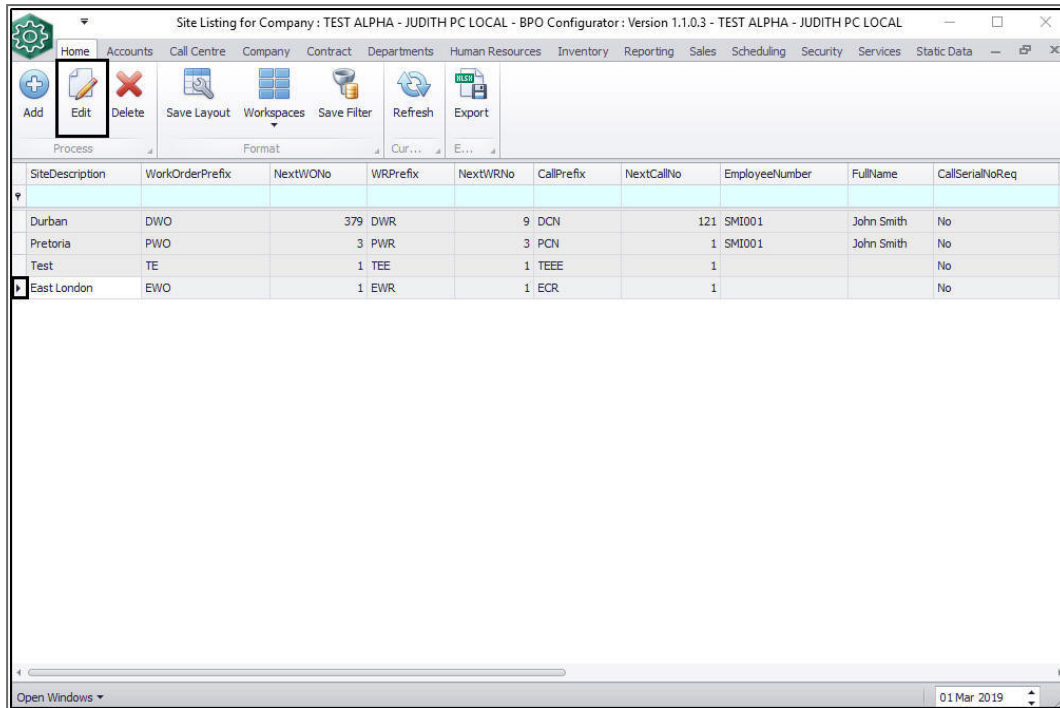 Site Listing for Company : TEST ALPHA - JUDITH PC LOCAL - BPO Configurator : Version 1.1.0.3 - TEST ALPHA - JUDITH PC LOCAL
Home Accounts Call Centre Company Contract Departments Human Resources Inventory Reporting Sales Scheduling Security Services Static Data
XLSX
Add Edit Delete Save Layout Workspaces Save Filter Refresh Export
Process Format Cur... E...
SiteDescription WorkOrderPrefix NextWONo WRPrefix NextWRNo CallPrefix NextCallNo EmployeeNumber FullName CallSerialNoReq
Durban DWO 379 DWR 9 DCN 121 SMI001 John Smith No
Pretoria PWO 3 PWR 3 PCN 1 SMI001 John Smith No
Test TE 1 TEE 1 TEEE 1 No
East London EWO 1 EWR 1 ECR 1 No
Open Windows 01 Mar 2019